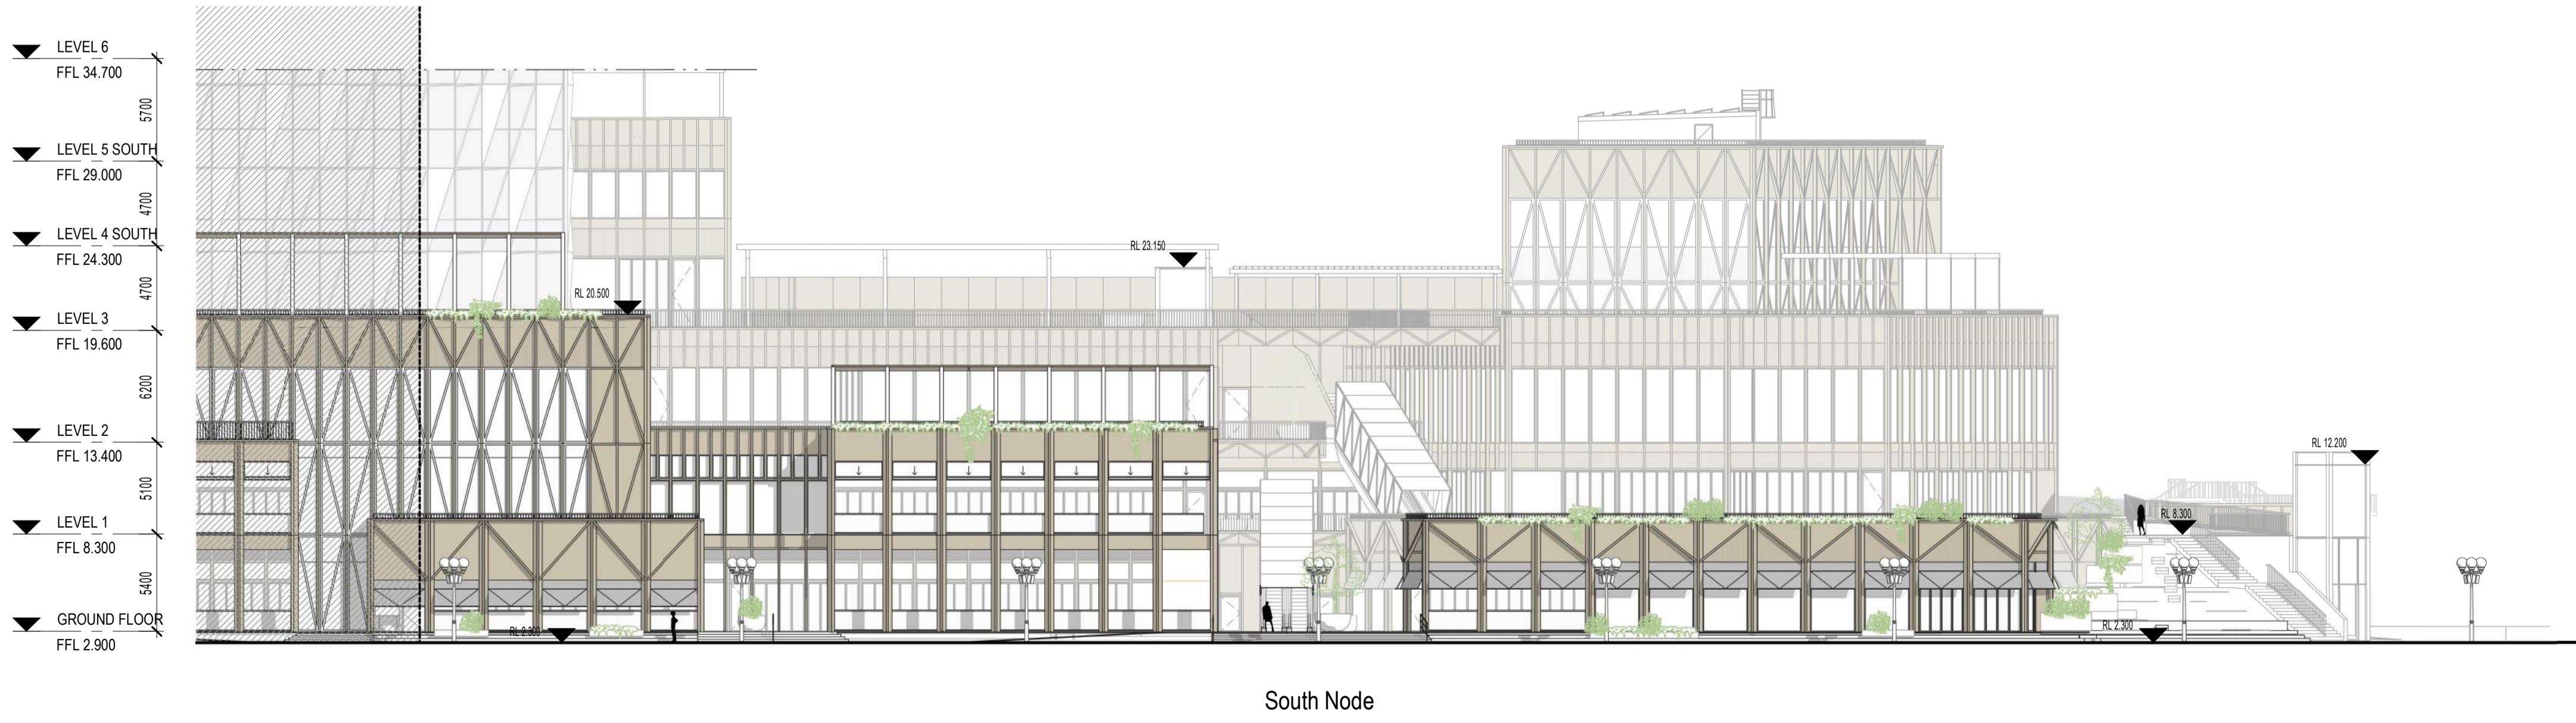 LEVEL 6
FFL 34.700
5700
LEVEL 5 SOUTH
FFL 29.000
4700
LEVEL 4 SOUTH
FFL 24.300
4700
LEVEL 3
FFL 19.600
6200
LEVEL 2
FFL 13.400
5100
LEVEL 1
FFL 8.300
5400
GROUND FLOOR
FFL 2.900
RL 20.500
RL 23.150
RL 12.200
RL 8.300
RL 2.300
RL 2.300
South Node